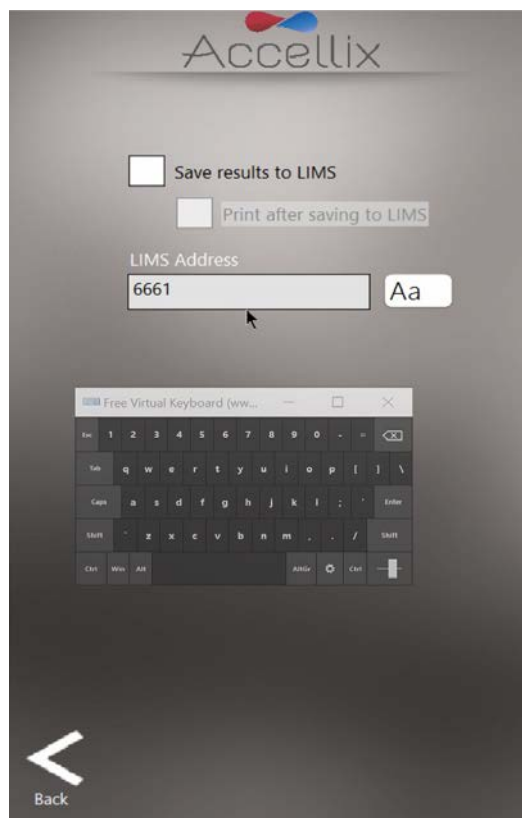 Accellix
Save results to LIMS
Print after saving to LIMS
LIMS Address
6661
Aa
Free Virtual Keyboard (ww...
Esc 1 2 3 4 5 6 7 8 9 0 - =
Tab q w e r t y u i o p [ ] \
Caps a s d f g h j k l ; ' Enter
Shift z x c v b n m , . / Shift
Ctrl Win Alt AltGr Ctrl
Back